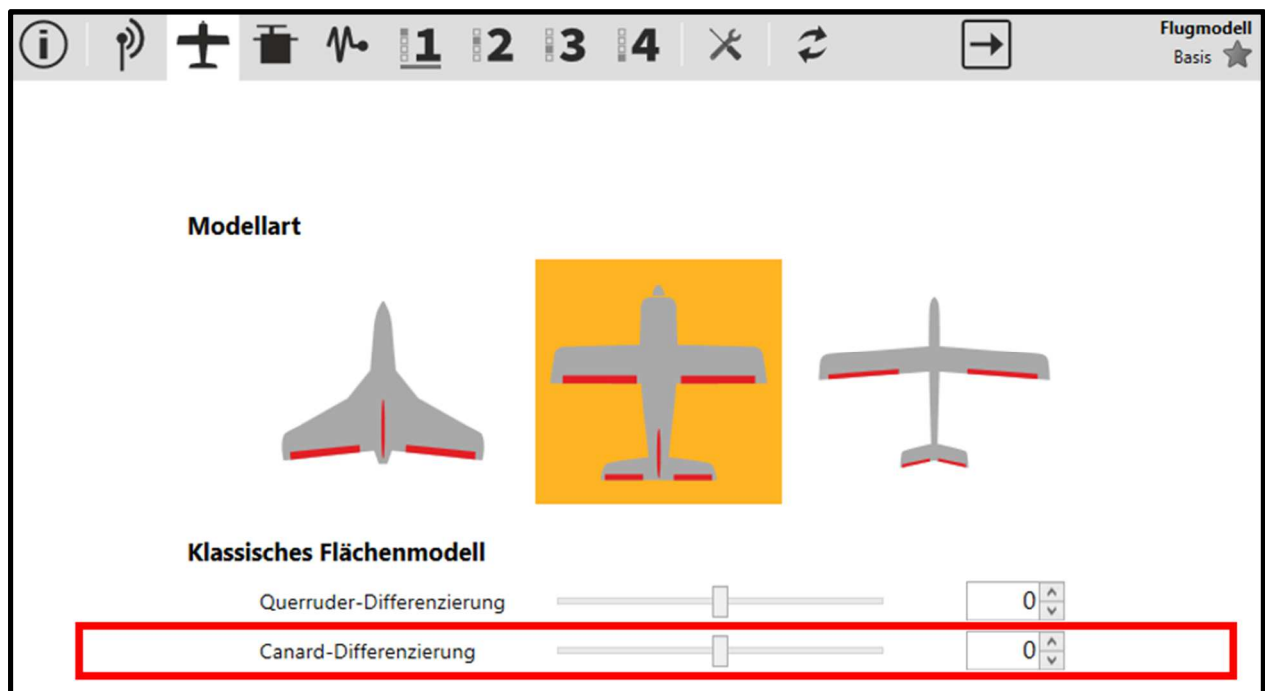 1 2 3 4
Flugmodell
Basis
Modellart
Klassisches Flächenmodell
Querruder-Differenzierung 0
Canard-Differenzierung 0